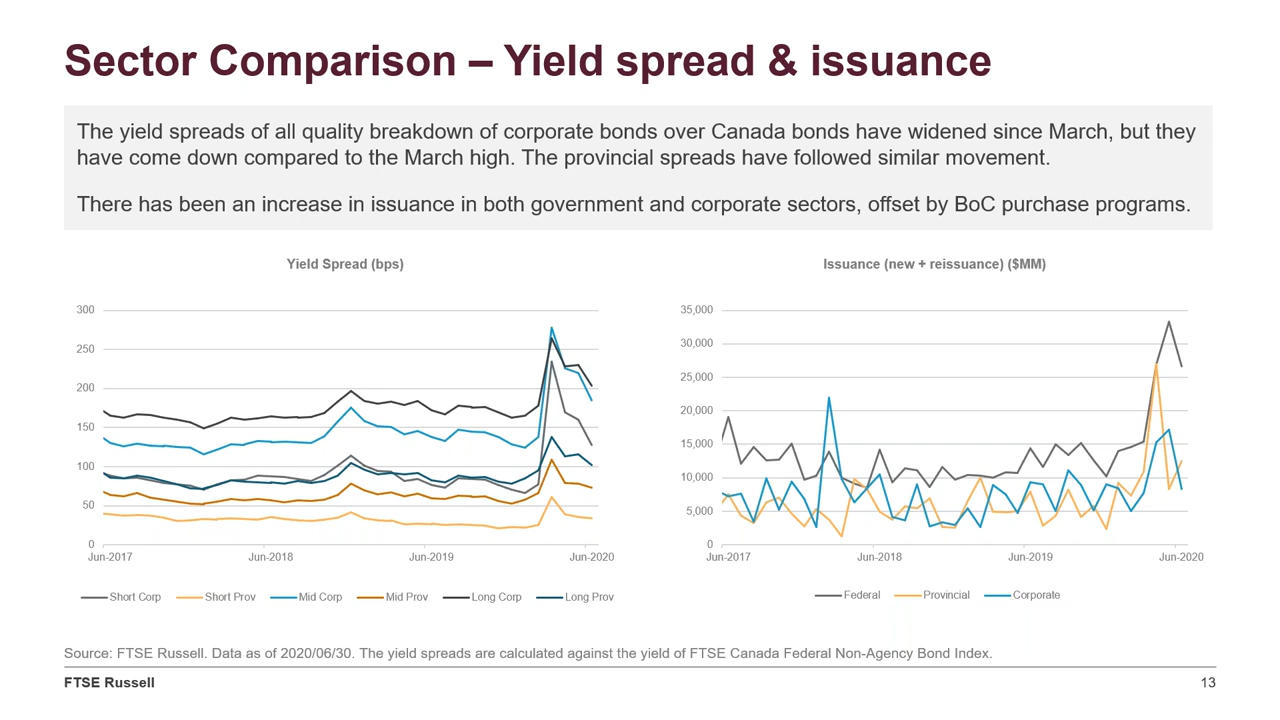 Sector Comparison – Yield spread & issuance
The yield spreads of all quality breakdown of corporate bonds over Canada bonds have widened since March, but they
have come down compared to the March high. The provincial spreads have followed similar movement.
There has been an increase in issuance in both government and corporate sectors, offset by BoC purchase programs.
Yield Spread (bps)
300
250
200
150
100
50
0
Jun-2017 Jun-2018 Jun-2019 Jun-2020
Short Corp Short Prov Mid Corp Mid Prov Long Corp Long Prov
Issuance (new + reissuance) ($MM)
35,000
30,000
25,000
20,000
15,000
10,000
5,000
0
Jun-2017 Jun-2018 Jun-2019 Jun-2020
Federal Provincial Corporate
Source: FTSE Russell. Data as of 2020/06/30. The yield spreads are calculated against the yield of FTSE Canada Federal Non-Agency Bond Index.
FTSE Russell 13